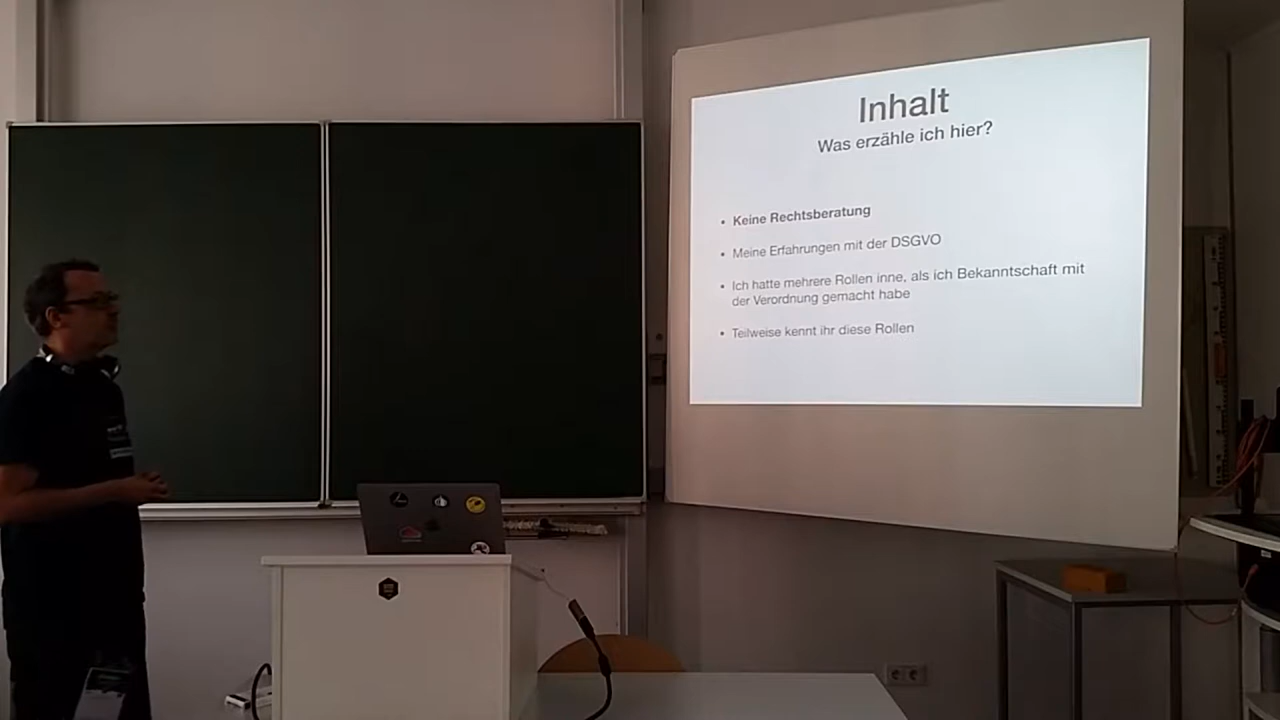 Inhalt
Was erzähle ich hier?
• Keine Rechtsberatung
• Meine Erfahrungen mit der DSGVO
• Ich hatte mehrere Rollen inne, als ich Bekanntschaft mit
der Verordnung gemacht habe
• Teilweise kennt ihr diese Rollen